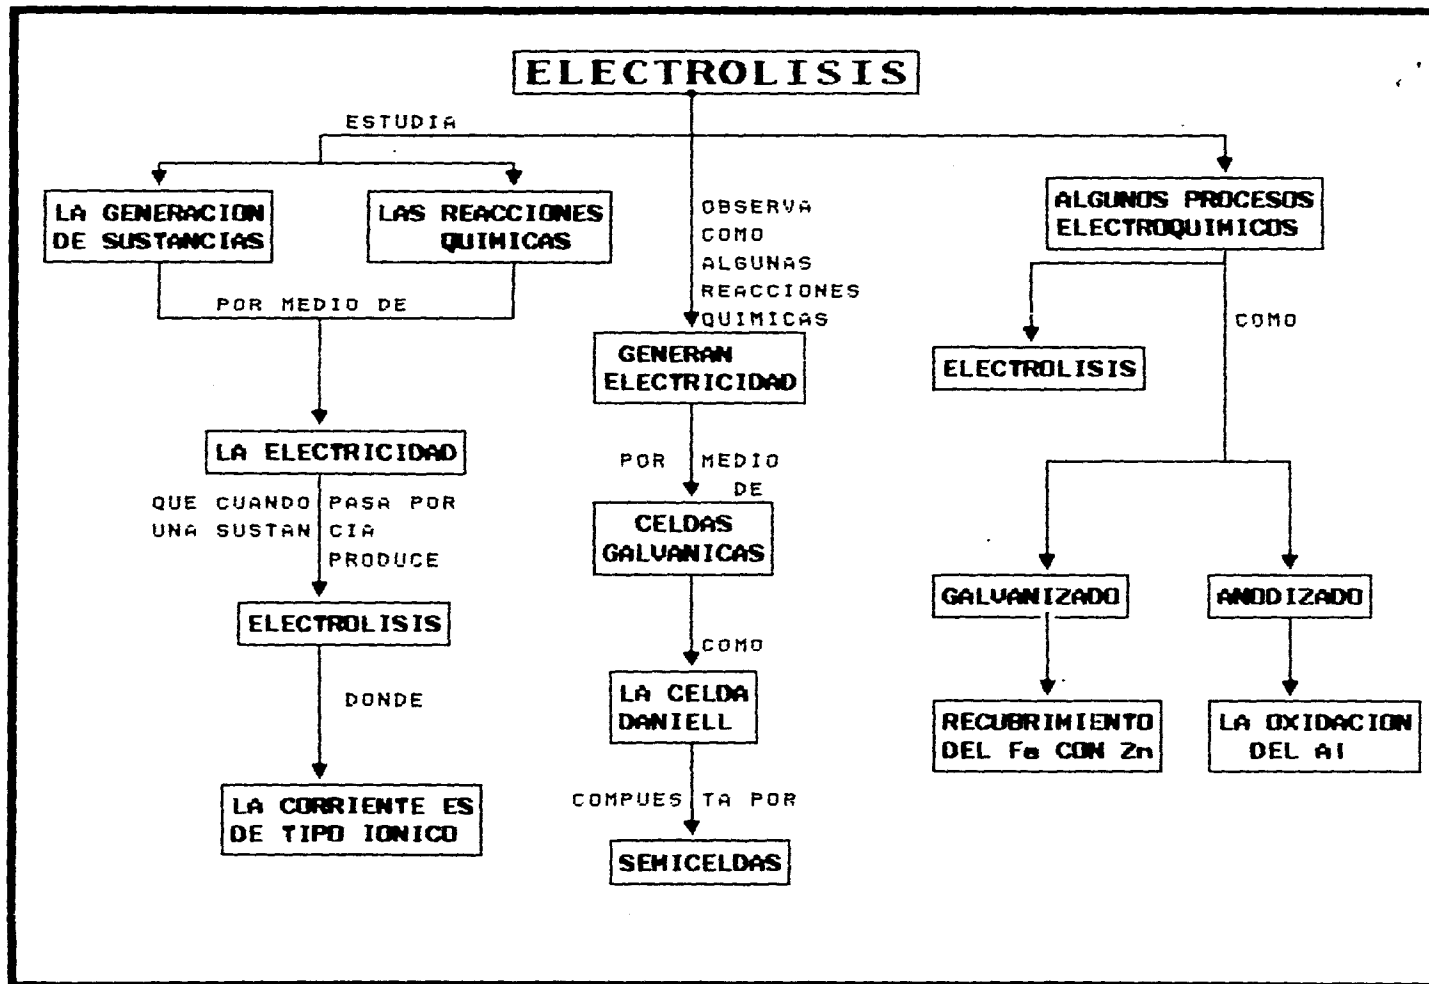 ELECTROLISIS
ESTUDIA
LA GENERACION
DE SUSTANCIAS
LAS REACCIONES
QUIMICAS
POR MEDIO DE
LA ELECTRICIDAD
QUE CUANDO PASA POR
UNA SUSTAN CIA
PRODUCE
ELECTROLISIS
DONDE
LA CORRIENTE ES
DE TIPO IONICO
OBSERVA
COMO
ALGUNAS
REACCIONES
QUIMICAS
GENERAN
ELECTRICIDAD
POR MEDIO
DE
CELDAS
GALVANICAS
COMO
LA CELDA
DANIELL
COMPUES TA POR
SEMICELDAS
ALGUNOS PROCESOS
ELECTROQUIMICOS
COMO
ELECTROLISIS
GALVANIZADO
RECUBRIMIENTO
DEL Fe CON Zn
ANODIZADO
LA OXIDACION
DEL Al